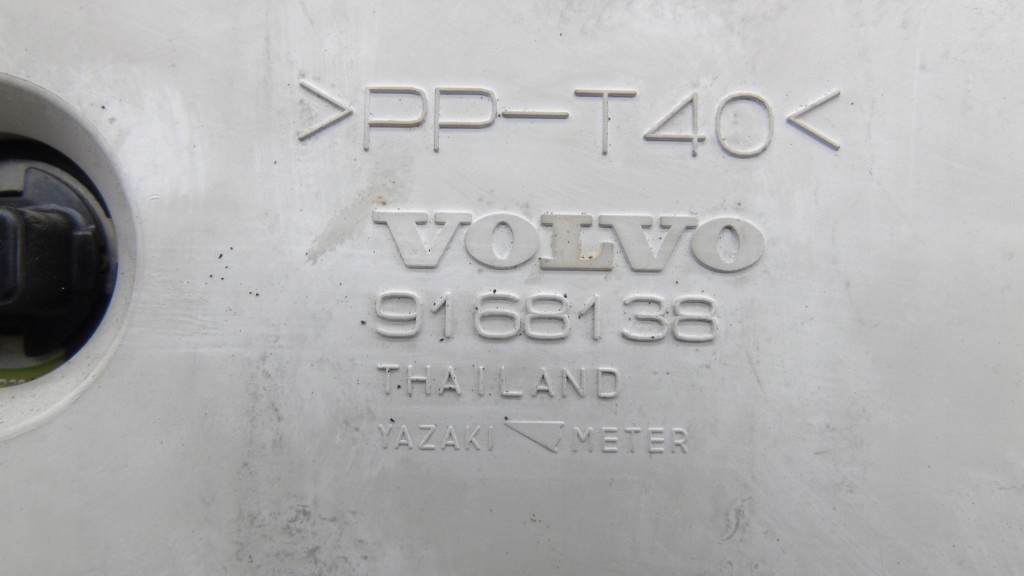 >PP-T40<
VOLVO
9168138
THAILAND
YAZAKI METER